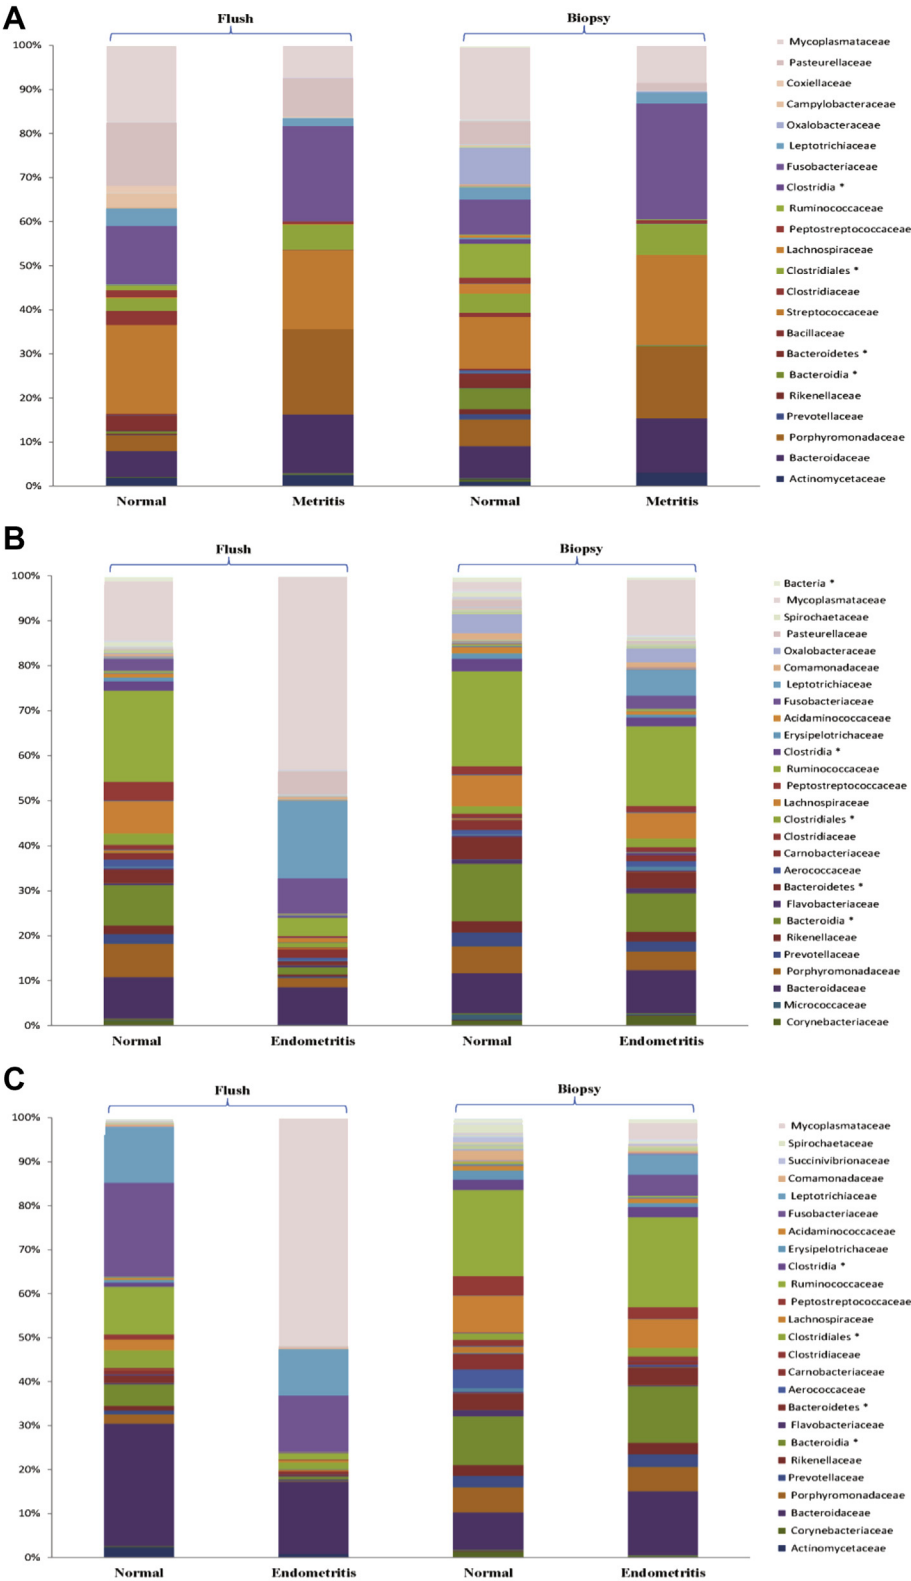 A
Flush
Biopsy
100%
90%
80%
70%
60%
50%
40%
30%
20%
10%
0%
Normal
Metritis
Normal
Metritis
Mycoplasmataceae
Pasteurellaceae
Coxiellaceae
Campylobacteraceae
Oxalobacteraceae
Leptotrichiaceae
Fusobacteriaceae
Clostridia *
Ruminococcaceae
Peptostreptococcaceae
Lachnospiraceae
Clostridiales *
Clostridiaceae
Streptococcaceae
Bacillaceae
Bacteroidetes *
Bacteroidia *
Rikenellaceae
Prevotellaceae
Porphyromonadaceae
Bacteroidaceae
Actinomycetaceae
B
Flush
Biopsy
100%
90%
80%
70%
60%
50%
40%
30%
20%
10%
0%
Normal
Endometritis
Normal
Endometritis
Bacteria *
Mycoplasmataceae
Spirochaetaceae
Pasteurellaceae
Oxalobacteraceae
Comamonadaceae
Leptotrichiaceae
Fusobacteriaceae
Acidaminococcaceae
Erysipelotrichaceae
Clostridia *
Ruminococcaceae
Peptostreptococcaceae
Lachnospiraceae
Clostridiales *
Clostridiaceae
Carnobacteriaceae
Aerococcaceae
Bacteroidetes *
Flavobacteriaceae
Bacteroidia *
Rikenellaceae
Prevotellaceae
Porphyromonadaceae
Bacteroidaceae
Micrococcaceae
Corynebacteriaceae
C
Flush
Biopsy
100%
90%
80%
70%
60%
50%
40%
30%
20%
10%
0%
Normal
Endometritis
Normal
Endometritis
Mycoplasmataceae
Spirochaetaceae
Succinivibrionaceae
Comamonadaceae
Leptotrichiaceae
Fusobacteriaceae
Acidaminococcaceae
Erysipelotrichaceae
Clostridia *
Ruminococcaceae
Peptostreptococcaceae
Lachnospiraceae
Clostridiales *
Clostridiaceae
Carnobacteriaceae
Aerococcaceae
Bacteroidetes *
Flavobacteriaceae
Bacteroidia *
Rikenellaceae
Prevotellaceae
Porphyromonadaceae
Bacteroidaceae
Corynebacteriaceae
Actinomycetaceae